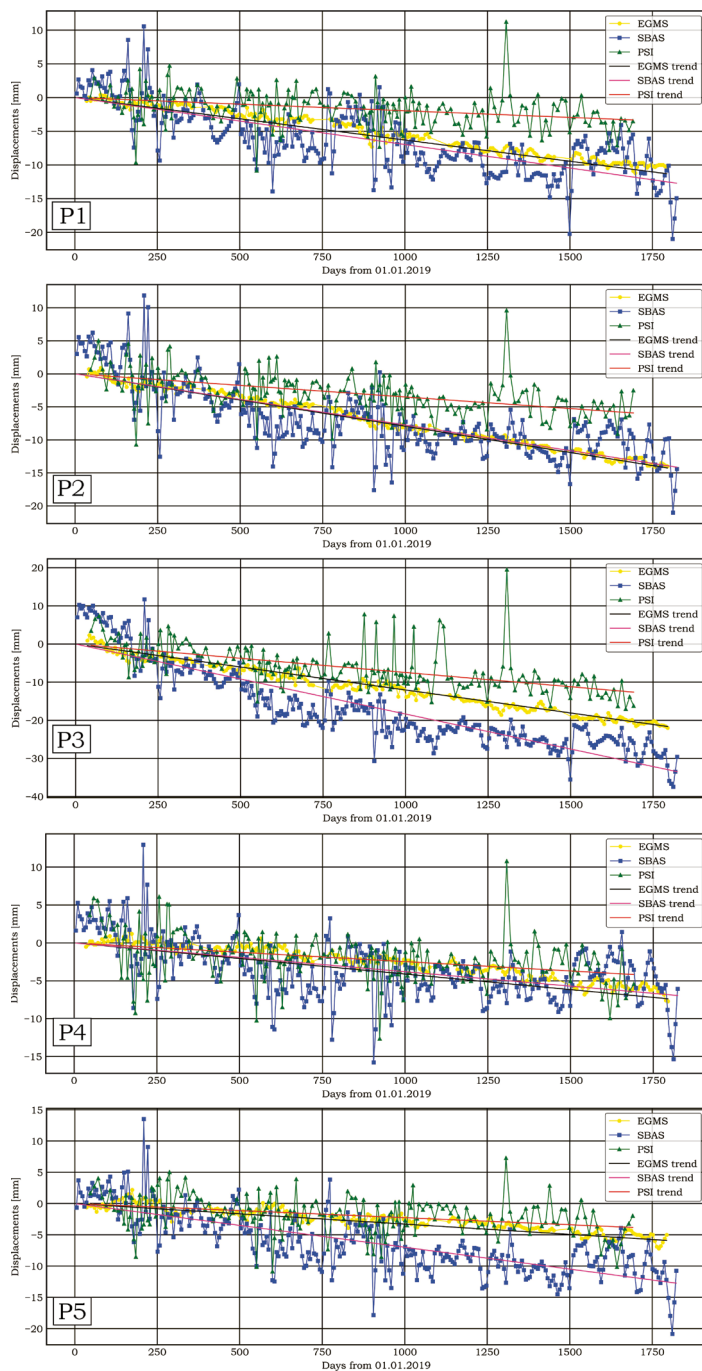 10
5
0
−5
−10
−15
−20
Displacements [mm]
EGMS
SBAS
PSI
EGMS trend
SBAS trend
PSI trend
P1
0 250 500 750 1000 1250 1500 1750
Days from 01.01.2019
10
5
0
−5
−10
−15
−20
Displacements [mm]
EGMS
SBAS
PSI
EGMS trend
SBAS trend
PSI trend
P2
0 250 500 750 1000 1250 1500 1750
Days from 01.01.2019
20
10
0
−10
−20
−30
−40
Displacements [mm]
EGMS
SBAS
PSI
EGMS trend
SBAS trend
PSI trend
P3
0 250 500 750 1000 1250 1500 1750
Days from 01.01.2019
10
5
0
−5
−10
−15
Displacements [mm]
EGMS
SBAS
PSI
EGMS trend
SBAS trend
PSI trend
P4
0 250 500 750 1000 1250 1500 1750
Days from 01.01.2019
15
10
5
0
−5
−10
−15
−20
Displacements [mm]
EGMS
SBAS
PSI
EGMS trend
SBAS trend
PSI trend
P5
0 250 500 750 1000 1250 1500 1750
Days from 01.01.2019